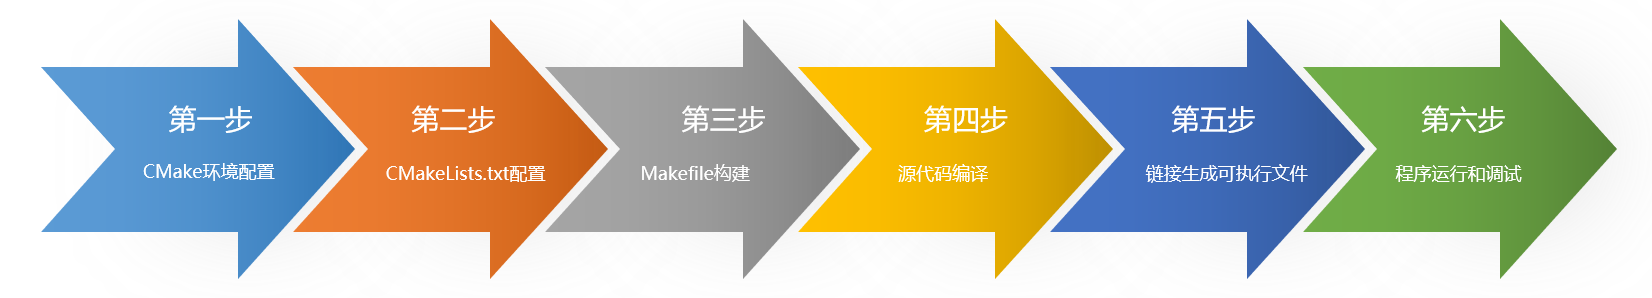 第一步
CMake环境配置
第二步
CMakeLists.txt配置
第三步
Makefile构建
第四步
源代码编译
第五步
链接生成可执行文件
第六步
程序运行和调试